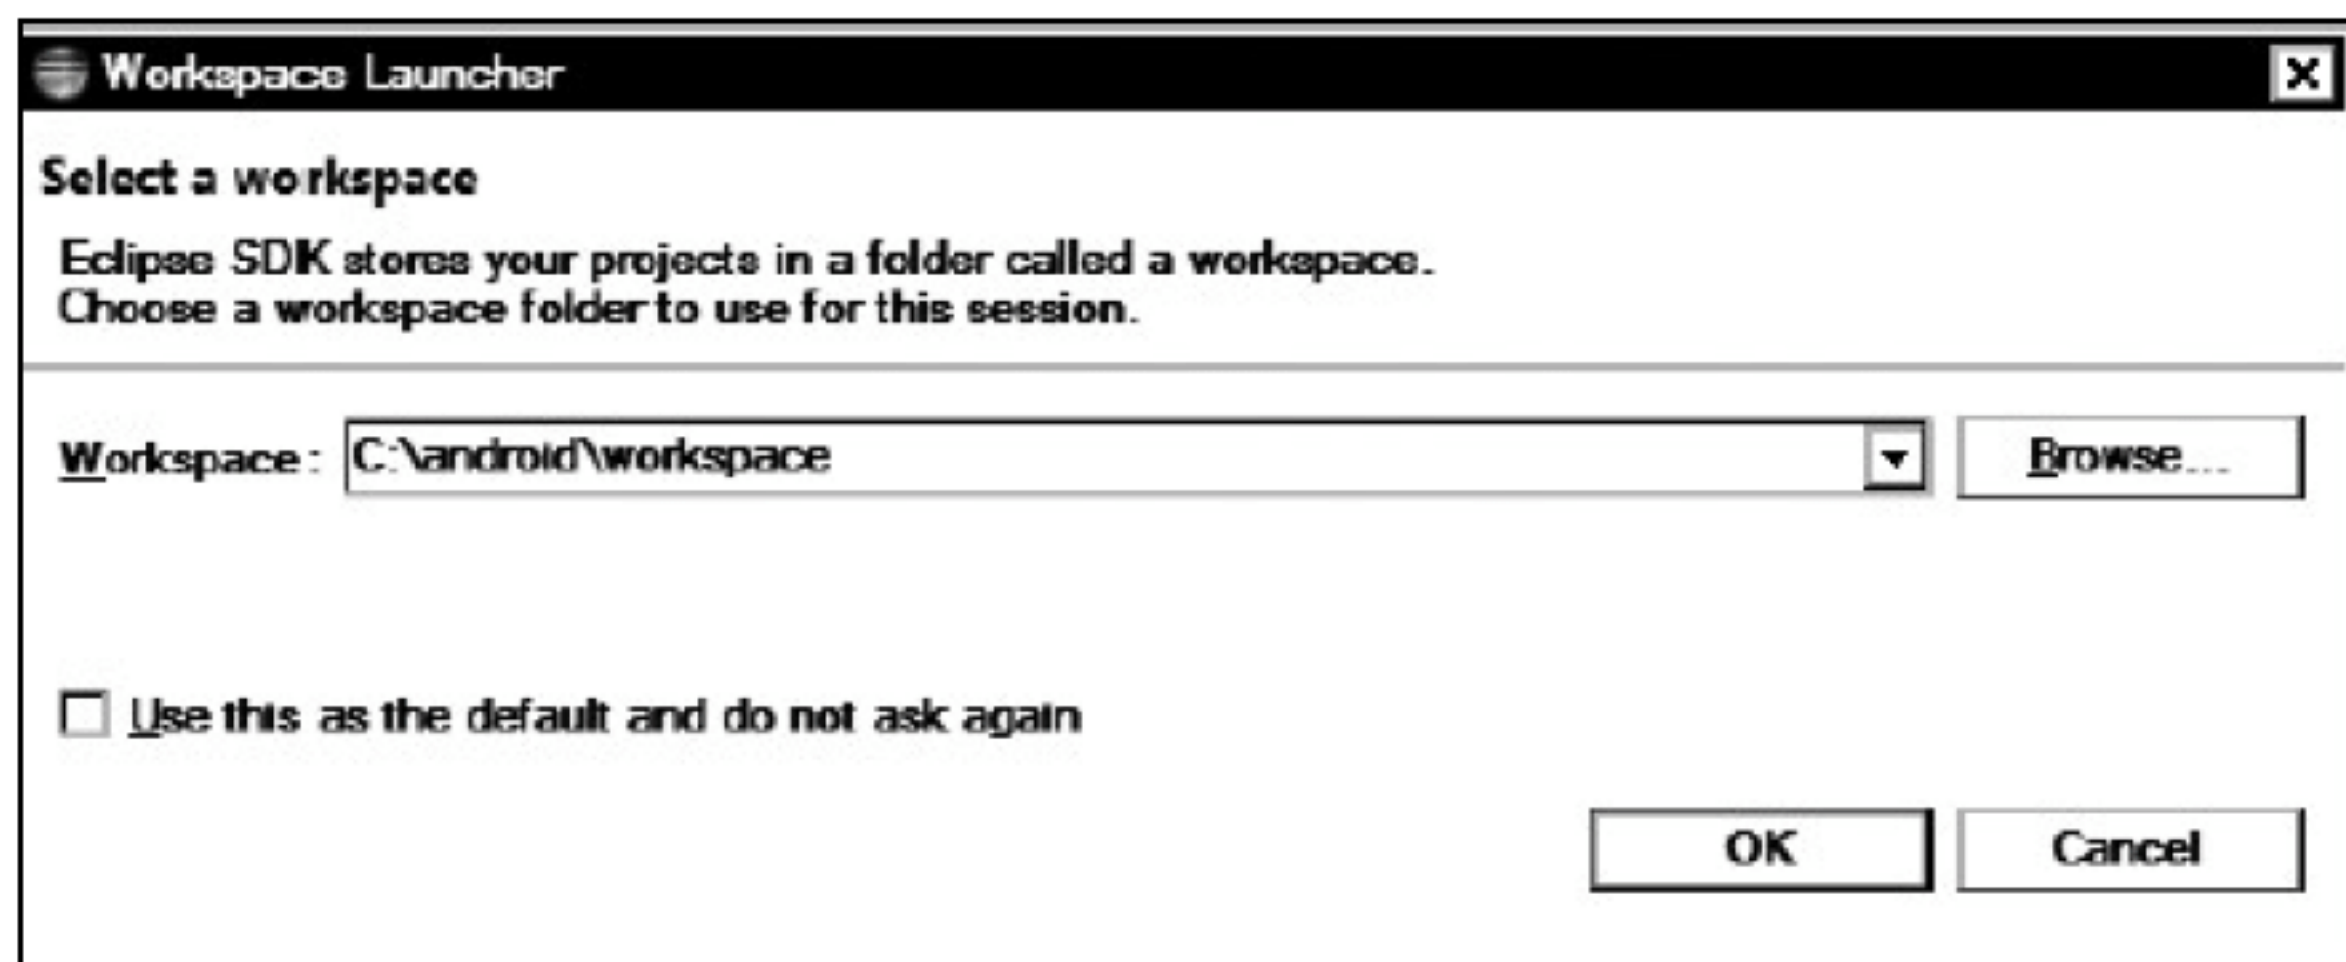 Workspace Launcher
Select a workspace
Eclipse SDK stores your projects in a folder called a workspace.
Choose a workspace folder to use for this session.
Workspace: C:\android\workspace Browse...
Use this as the default and do not ask again
OK Cancel